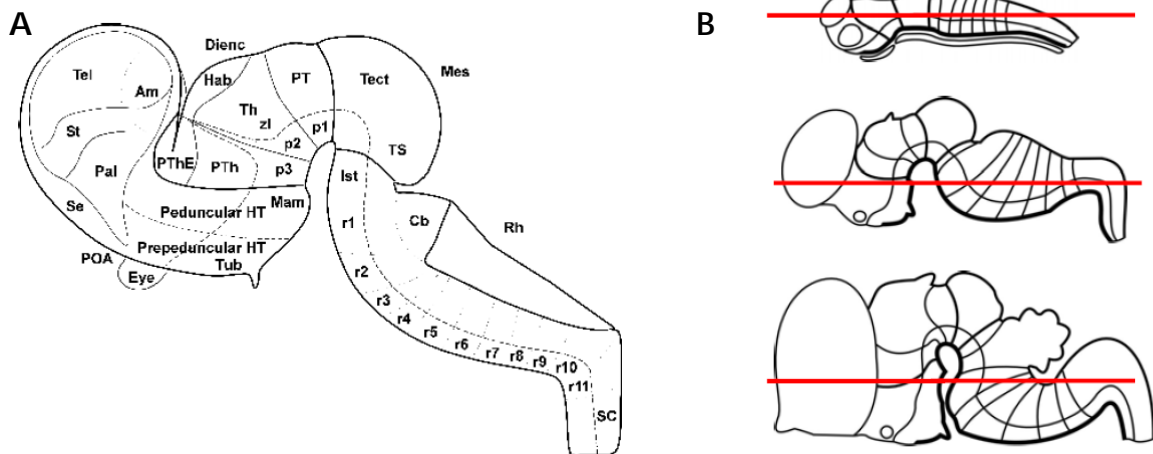 A
B
Dienc
Mes
Tel
Am
Hab
PT
Tect
St
Th
zl
p1
p2
TS
Pal
PThE
PTh
p3
Ist
Se
Mam
Peduncular HT
r1
Cb
Rh
Prepeduncular HT
POA
Tub
Eye
r2
r3
r4
r5
r6
r7
r8
r9
r10
r11
SC